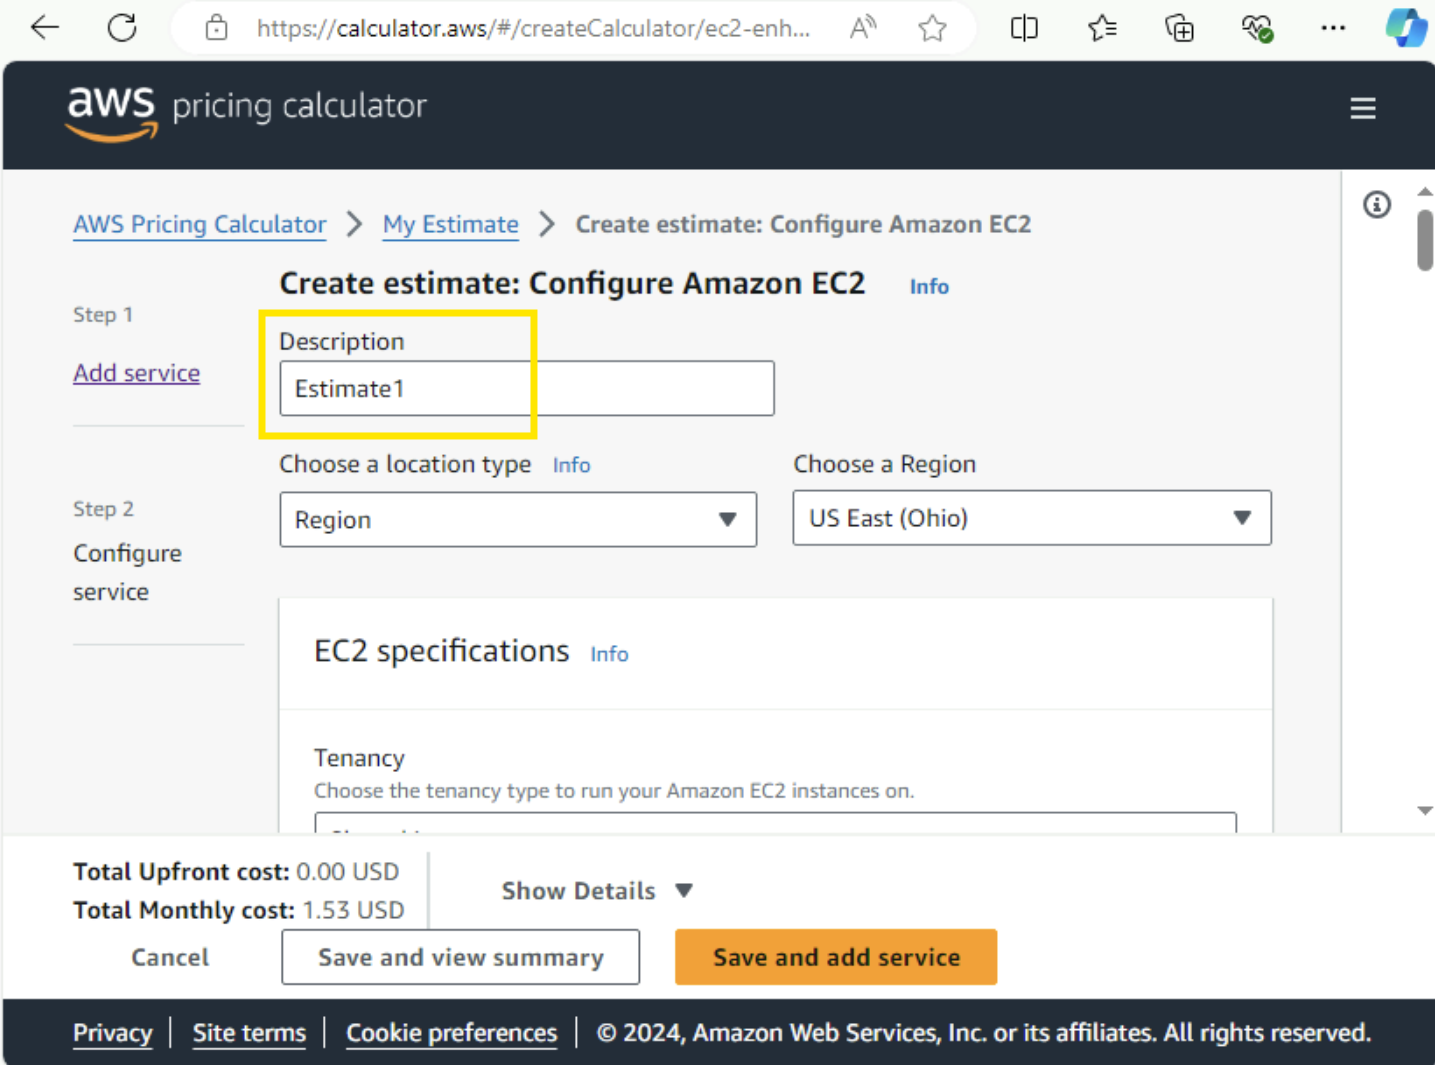 https://calculator.aws/#/createCalculator/ec2-enh...
aws pricing calculator
AWS Pricing Calculator > My Estimate > Create estimate: Configure Amazon EC2
Create estimate: Configure Amazon EC2 Info
Step 1
Add service
Description
Estimate1
Choose a location type Info
Choose a Region
Region
US East (Ohio)
Step 2
Configure
service
EC2 specifications Info
Tenancy
Choose the tenancy type to run your Amazon EC2 instances on.
Total Upfront cost: 0.00 USD
Total Monthly cost: 1.53 USD
Show Details
Cancel
Save and view summary
Save and add service
Privacy | Site terms | Cookie preferences | © 2024, Amazon Web Services, Inc. or its affiliates. All rights reserved.